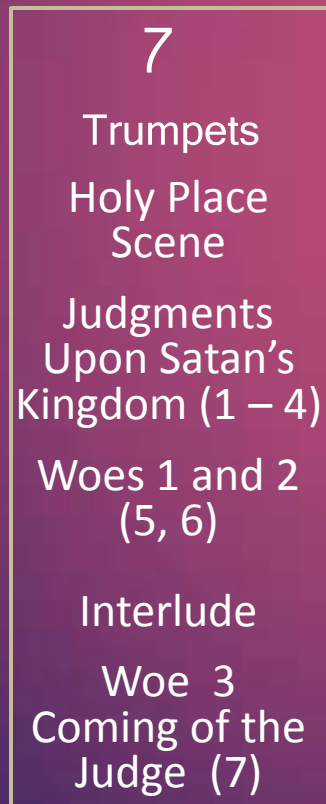 7
Trumpets
Holy Place
Scene
Judgments
Upon Satan’s
Kingdom (1 – 4)
Woes 1 and 2
(5, 6)
Interlude
Woe  3
Coming of the
Judge  (7)